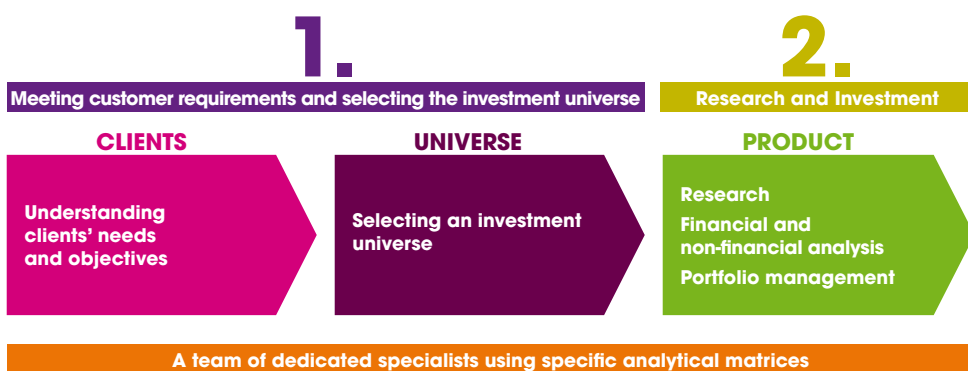 1.
2.
Meeting customer requirements and selecting the investment universe
Research and Investment
CLIENTS
UNIVERSE
PRODUCT
Understanding
clients’ needs
and objectives
Selecting an investment
universe
Research
Financial and
non-financial analysis
Portfolio management
A team of dedicated specialists using specific analytical matrices